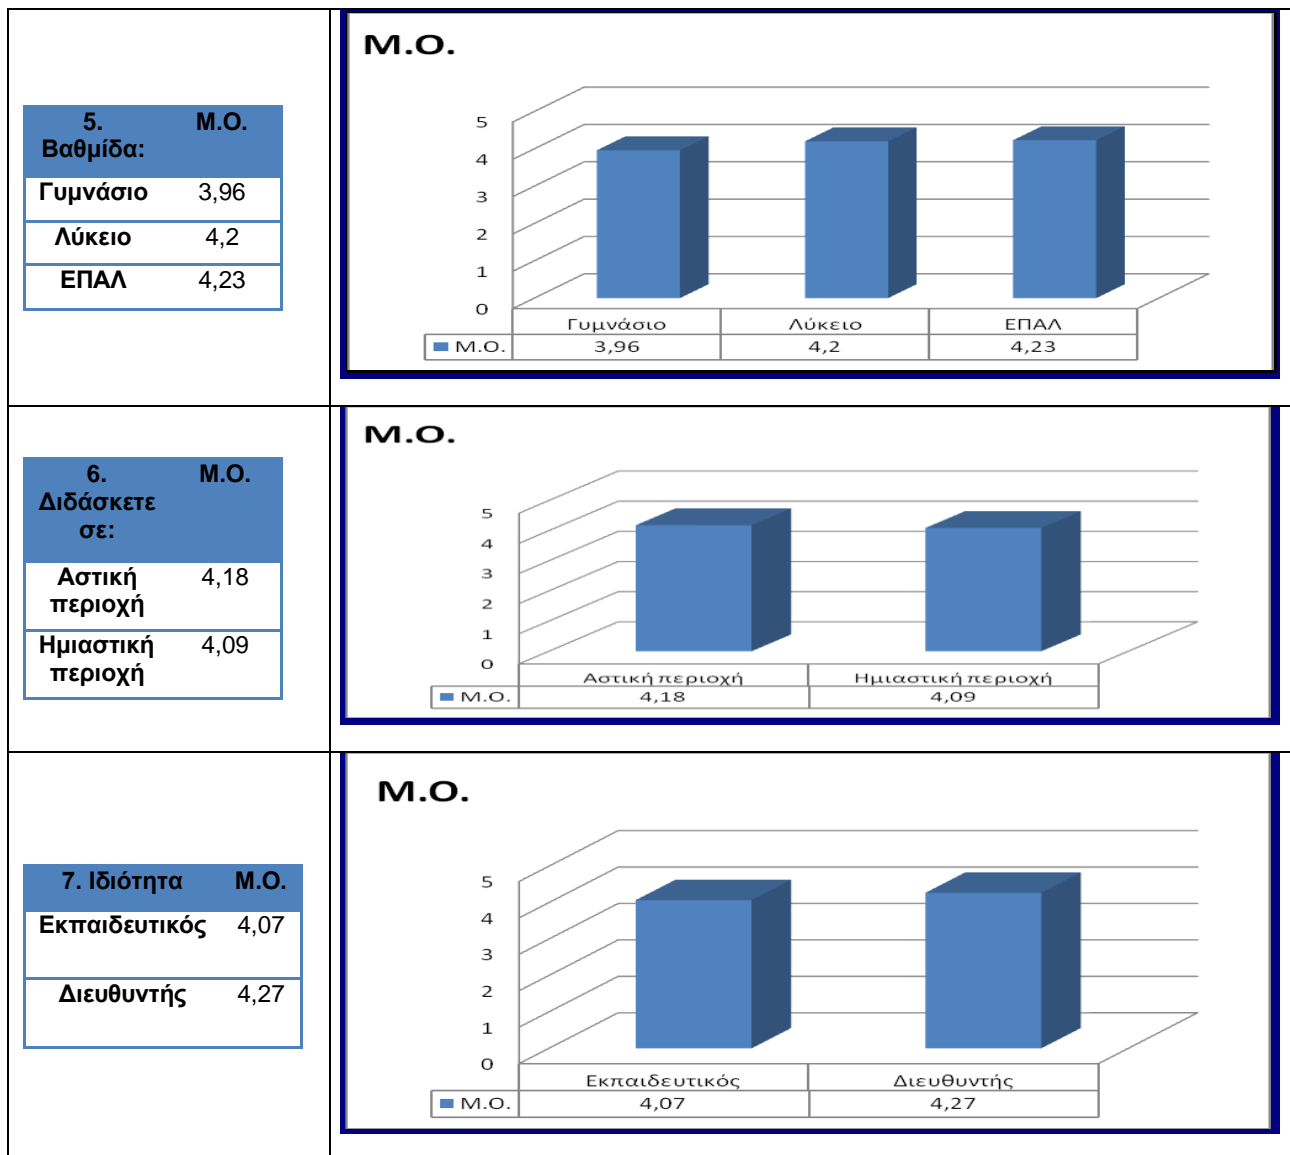 5. Βαθμίδα: Μ.Ο.
Γυμνάσιο 3,96
Λύκειο 4,2
ΕΠΑΛ 4,23
Μ.Ο.
5
4
3
2
1
0
Γυμνάσιο Λύκειο ΕΠΑΛ
Μ.Ο. 3,96 4,2 4,23
6. Μ.Ο.
Διδάσκετε
σε:
Αστική 4,18
περιοχή
Ημιαστική 4,09
περιοχή
Μ.Ο.
5
4
3
2
1
0
Αστική περιοχή Ημιαστική περιοχή
Μ.Ο. 4,18 4,09
7. Ιδιότητα Μ.Ο.
Εκπαιδευτικός 4,07
Διευθυντής 4,27
Μ.Ο.
5
4
3
2
1
0
Εκπαιδευτικός Διευθυντής
Μ.Ο. 4,07 4,27